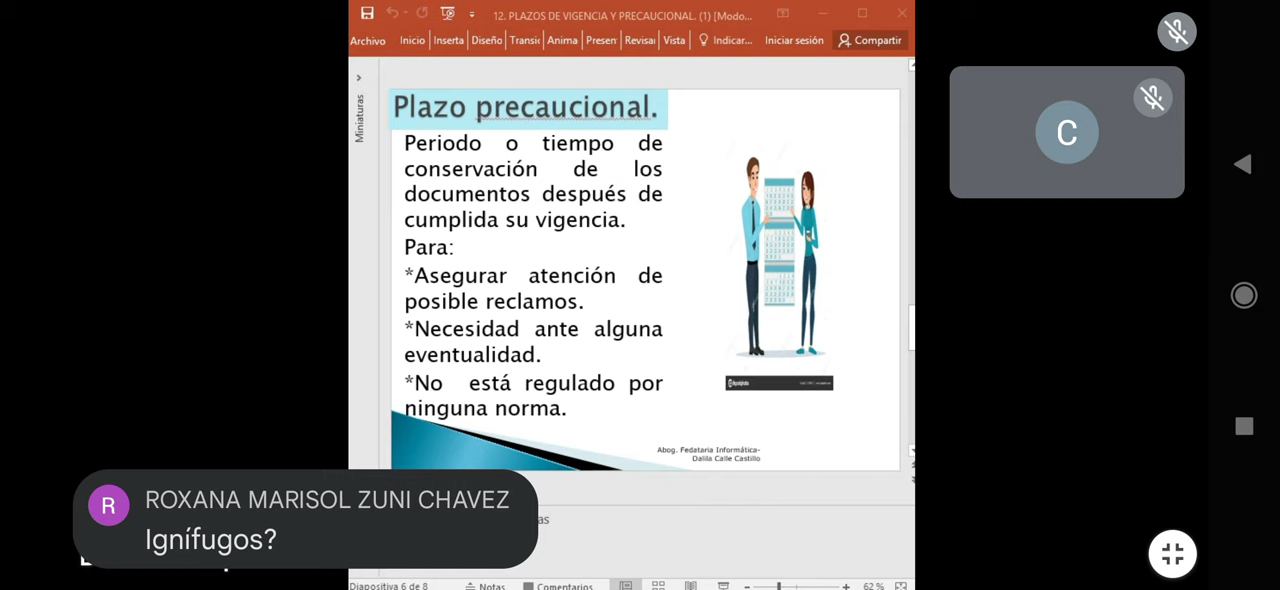 12. PLAZOS DE VIGENCIA Y PRECAUCIONAL. (1) [Modo...
Archivo Inicio Inserta Diseño Transic Anima Presen Revisa Vista Indicar... Iniciar sesión Compartir
Miniaturas
C
Plazo precaucional.
Periodo o tiempo de
conservación de los
documentos después de
cumplida su vigencia.
Para:
*Asegurar atención de
posible reclamos.
*Necesidad ante alguna
eventualidad.
*No está regulado por
ninguna norma.
Abog. Fedataria Informática-
Dalila Calle Castillo
R
ROXANA MARISOL ZUNI CHAVEZ
Ignífugos?
as
Diapositiva 6 de 8 Notas Comentarios 62 %